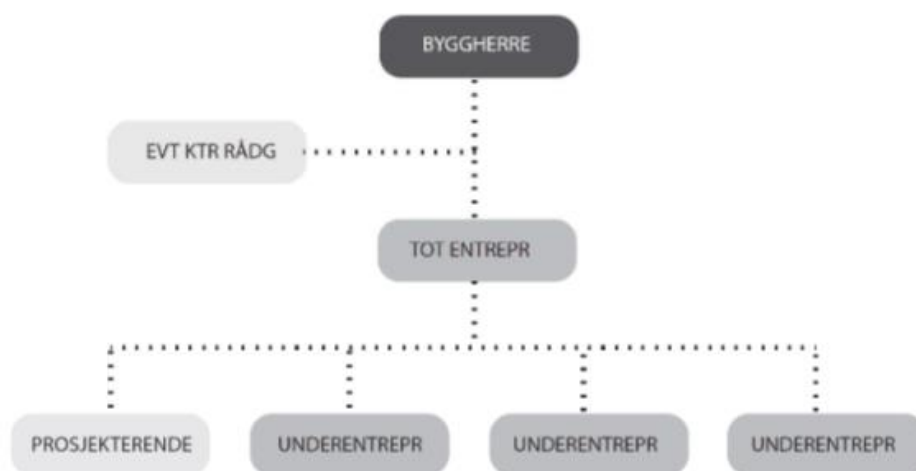 BYGGHERRE
EVT KTR RÅDG
TOT ENTREPR
PROSJEKTERENDE
UNDERENTREPR
UNDERENTREPR
UNDERENTREPR